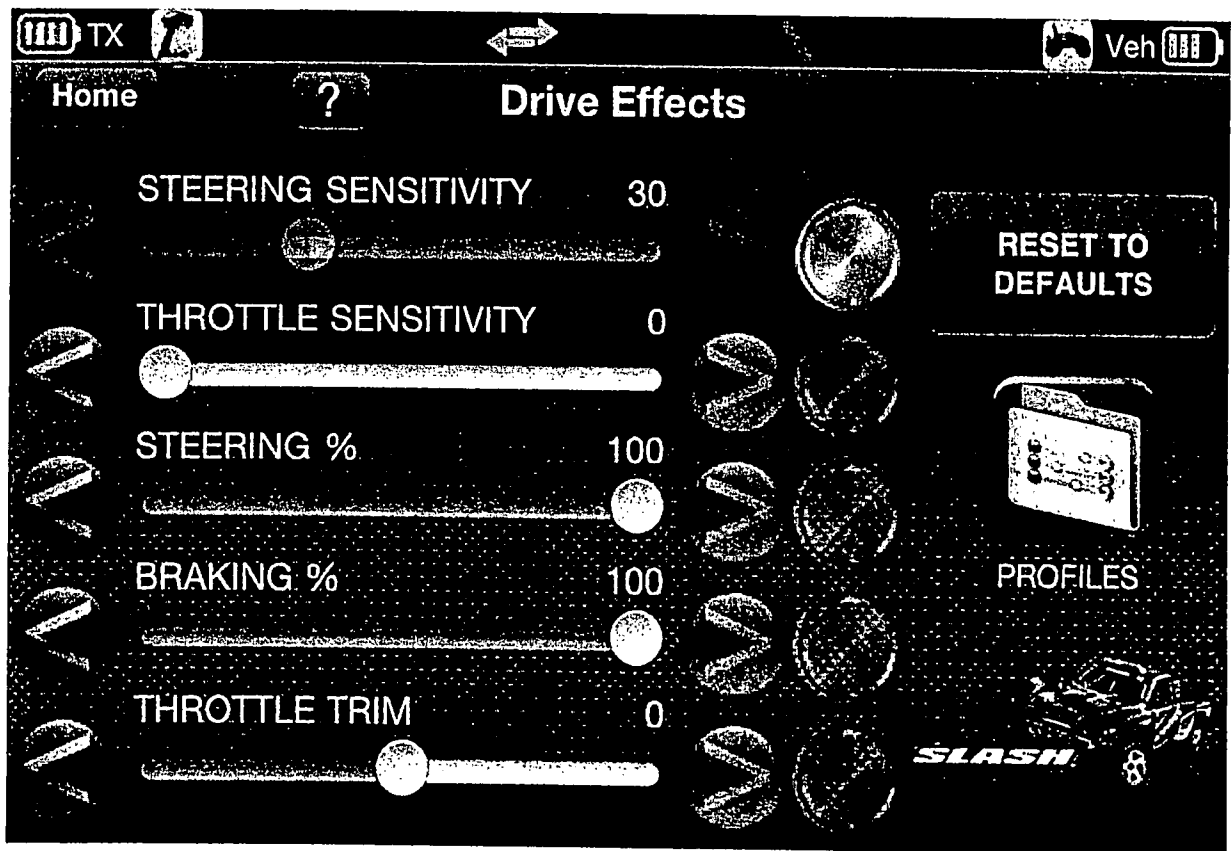 TX Veh
Home ? Drive Effects
STEERING SENSITIVITY 30
RESET TO
DEFAULTS
THROTTLE SENSITIVITY 0
STEERING % 100
BRAKING % 100
PROFILES
THROTTLE TRIM 0
SLASH